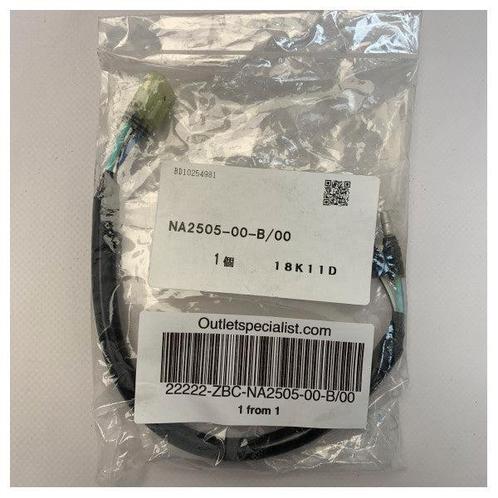 BD10254981
NA2505-00-B/00
1個 18K11D
Outletspecialist.com
22222-ZBC-NA2505-00-B/00
1 from 1